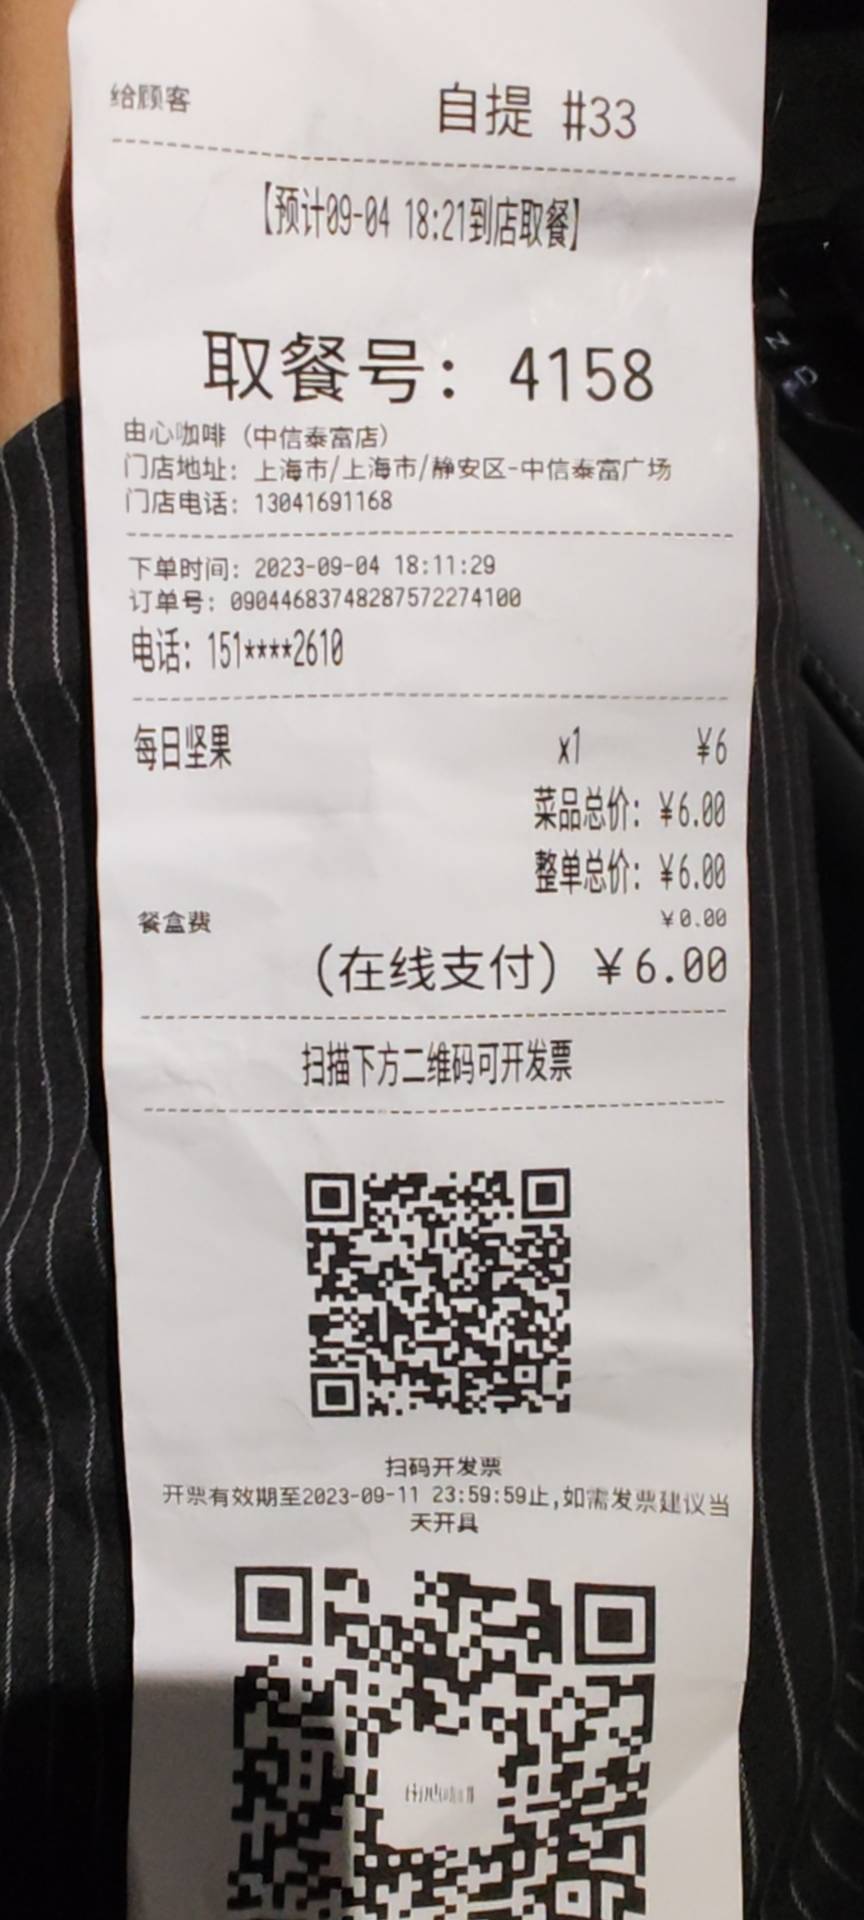 给顾客 自提 #33
【预计09-04 18:21到店取餐】
取餐号: 4158
由心咖啡 (中信泰富店)
门店地址: 上海市/上海市/静安区-中信泰富广场
门店电话: 13041691168
下单时间: 2023-09-04 18:11:29
订单号: 09044683748287572274100
电话: 151****2610
每日坚果 x1 ¥6
菜品总价: ¥6.00
整单总价: ¥6.00
餐盒费 ¥0.00
(在线支付) ¥6.00
扫描下方二维码可开发票
扫码开发票
开票有效期至2023-09-11 23:59:59止,如需发票建议当
天开具
由心咖啡
N
D